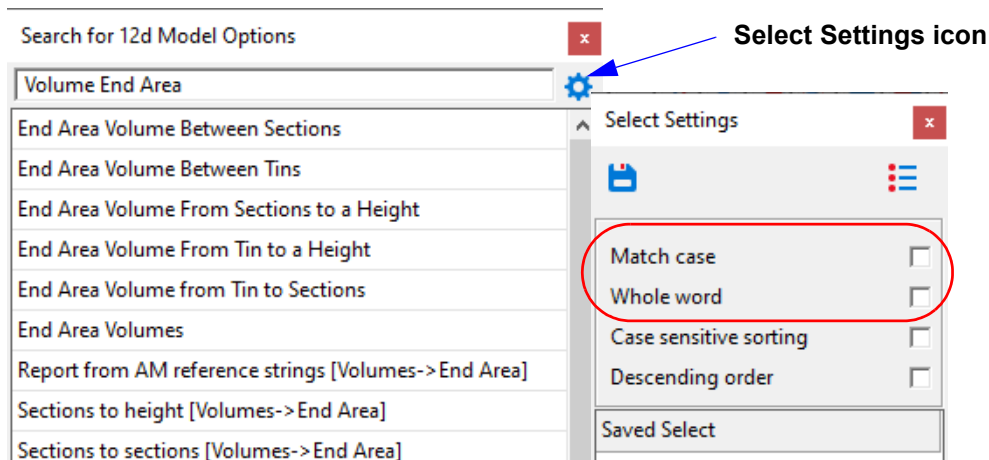 Search for 12d Model Options
x
Select Settings icon
Volume End Area
End Area Volume Between Sections
End Area Volume Between Tins
End Area Volume From Sections to a Height
End Area Volume From Tin to a Height
End Area Volume from Tin to Sections
End Area Volumes
Report from AM reference strings [Volumes->End Area]
Sections to height [Volumes->End Area]
Sections to sections [Volumes->End Area]
Select Settings
x
Match case
Whole word
Case sensitive sorting
Descending order
Saved Select